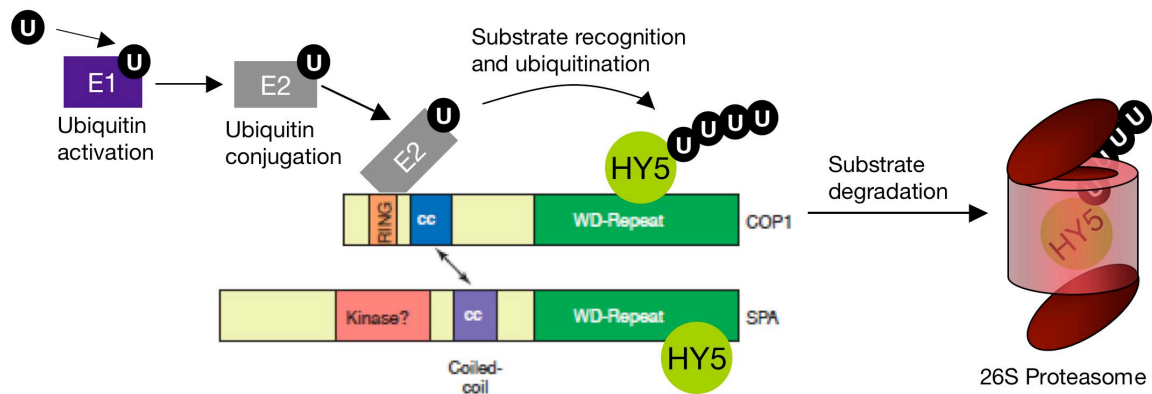 U
U
E1
Ubiquitin
activation
U
E2
Ubiquitin
conjugation
U
E2
Substrate recognition
and ubiquitination
U U U U
HY5
RING
cc
WD-Repeat
COP1
Kinase?
cc
WD-Repeat
SPA
HY5
Coiled-
coil
Substrate
degradation
U U U U
HY5
26S Proteasome